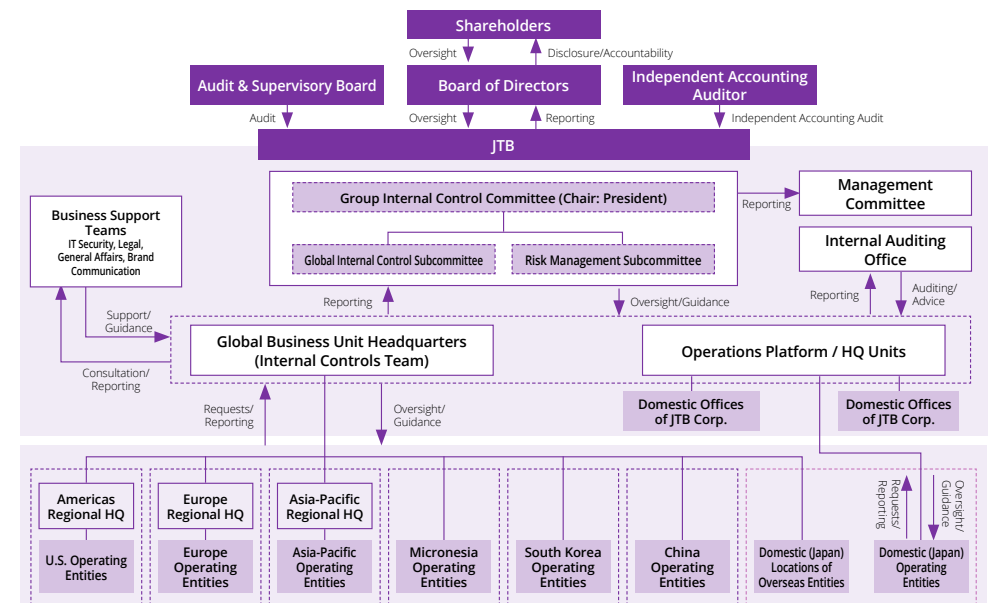 Shareholders
Oversight
Disclosure/Accountability
Audit & Supervisory Board
Board of Directors
Independent Accounting
Auditor
Audit
Oversight
Reporting
Independent Accounting Audit
JTB
Group Internal Control Committee (Chair: President)
Global Internal Control Subcommittee
Risk Management Subcommittee
Reporting
Management
Committee
Business Support
Teams
IT Security, Legal,
General Affairs, Brand
Communication
Internal Auditing
Office
Reporting
Oversight/Guidance
Reporting
Auditing/
Advice
Support/
Guidance
Global Business Unit Headquarters
(Internal Controls Team)
Operations Platform / HQ Units
Consultation/
Reporting
Requests/
Reporting
Oversight/
Guidance
Domestic Offices
of JTB Corp.
Domestic Offices
of JTB Corp.
Americas
Regional HQ
Europe
Regional HQ
Asia-Pacific
Regional HQ
Requests/
Reporting
Oversight/
Guidance
U.S. Operating
Entities
Europe
Operating
Entities
Asia-Pacific
Operating
Entities
Micronesia
Operating
Entities
South Korea
Operating
Entities
China
Operating
Entities
Domestic (Japan)
Locations of
Overseas Entities
Domestic (Japan)
Operating
Entities